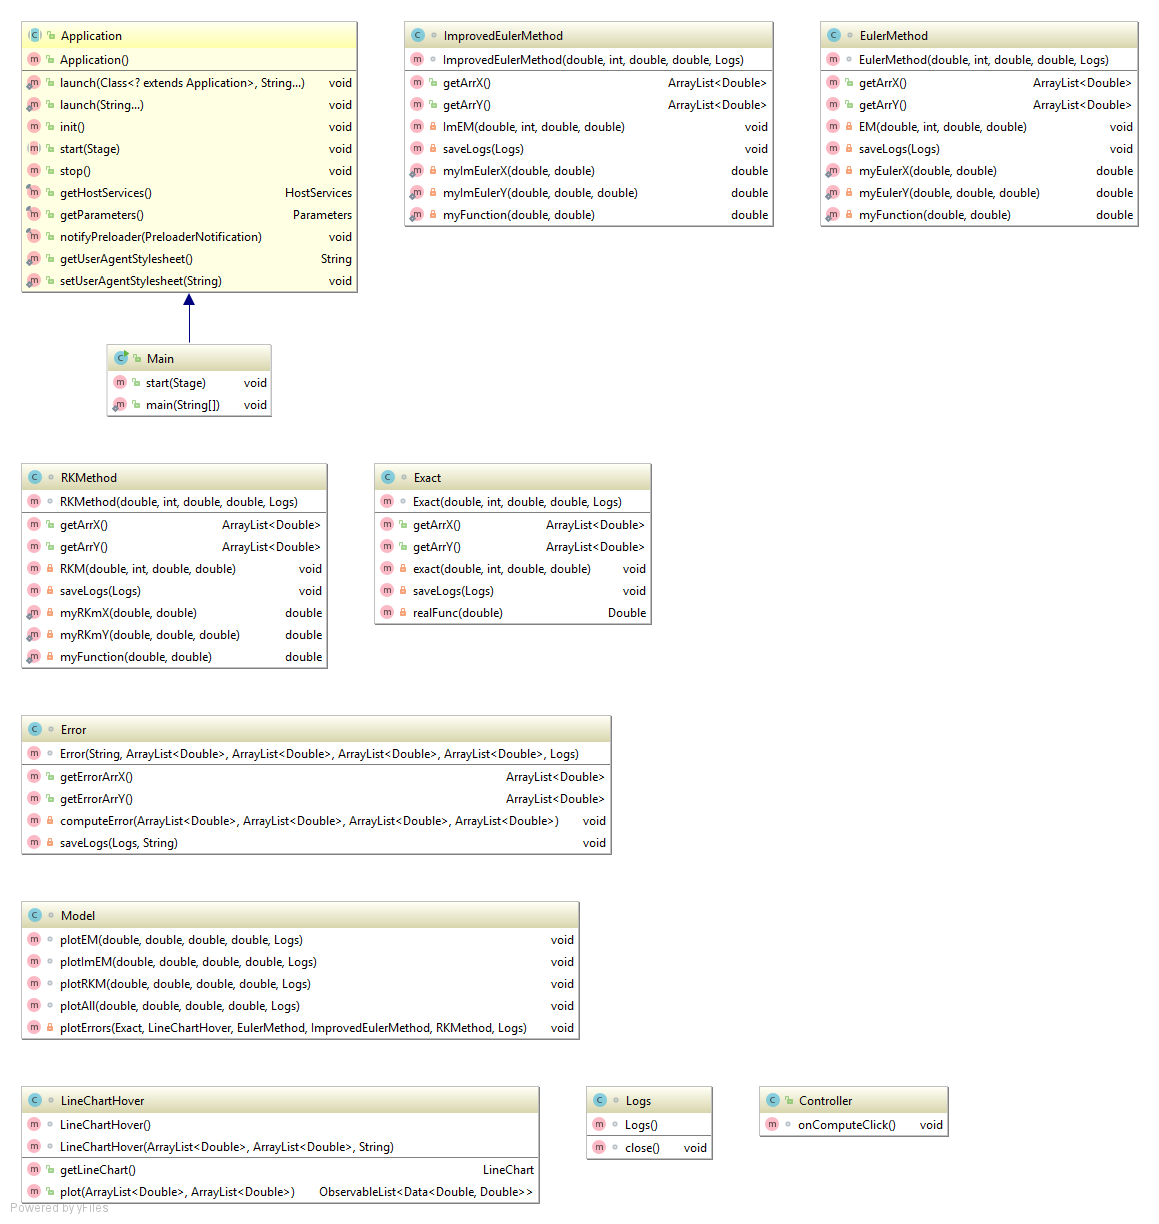 Application
Application()
launch(Class<? extends Application>, String...) void
launch(String...) void
init() void
start(Stage) void
stop() void
getHostServices() HostServices
getParameters() Parameters
notifyPreloader(PreloaderNotification) void
getUserAgentStylesheet() String
setUserAgentStylesheet(String) void
ImprovedEulerMethod
ImprovedEulerMethod(double, int, double, double, Logs)
getArrX() ArrayList<Double>
getArrY() ArrayList<Double>
ImEM(double, int, double, double) void
saveLogs(Logs) void
myImEulerX(double, double) double
myImEulerY(double, double, double) double
myFunction(double, double) double
EulerMethod
EulerMethod(double, int, double, double, Logs)
getArrX() ArrayList<Double>
getArrY() ArrayList<Double>
EM(double, int, double, double) void
saveLogs(Logs) void
myEulerX(double, double) double
myEulerY(double, double, double) double
myFunction(double, double) double
Main
start(Stage) void
main(String[]) void
RKMethod
RKMethod(double, int, double, double, Logs)
getArrX() ArrayList<Double>
getArrY() ArrayList<Double>
RKM(double, int, double, double) void
saveLogs(Logs) void
myRKmX(double, double) double
myRKmY(double, double, double) double
myFunction(double, double) double
Exact
Exact(double, int, double, double, Logs)
getArrX() ArrayList<Double>
getArrY() ArrayList<Double>
exact(double, int, double, double) void
saveLogs(Logs) void
realFunc(double) Double
Error
Error(String, ArrayList<Double>, ArrayList<Double>, ArrayList<Double>, ArrayList<Double>, Logs)
getErrorArrX() ArrayList<Double>
getErrorArrY() ArrayList<Double>
computeError(ArrayList<Double>, ArrayList<Double>, ArrayList<Double>, ArrayList<Double>) void
saveLogs(Logs, String) void
Model
plotEM(double, double, double, double, Logs) void
plotImEM(double, double, double, double, Logs) void
plotRKM(double, double, double, double, Logs) void
plotAll(double, double, double, double, Logs) void
plotErrors(Exact, LineChartHover, EulerMethod, ImprovedEulerMethod, RKMethod, Logs) void
LineChartHover
LineChartHover()
LineChartHover(ArrayList<Double>, ArrayList<Double>, String)
getLineChart() LineChart
plot(ArrayList<Double>, ArrayList<Double>) ObservableList<Data<Double, Double>>
Logs
Logs()
close() void
Controller
onComputeClick() void
Powered by yFiles